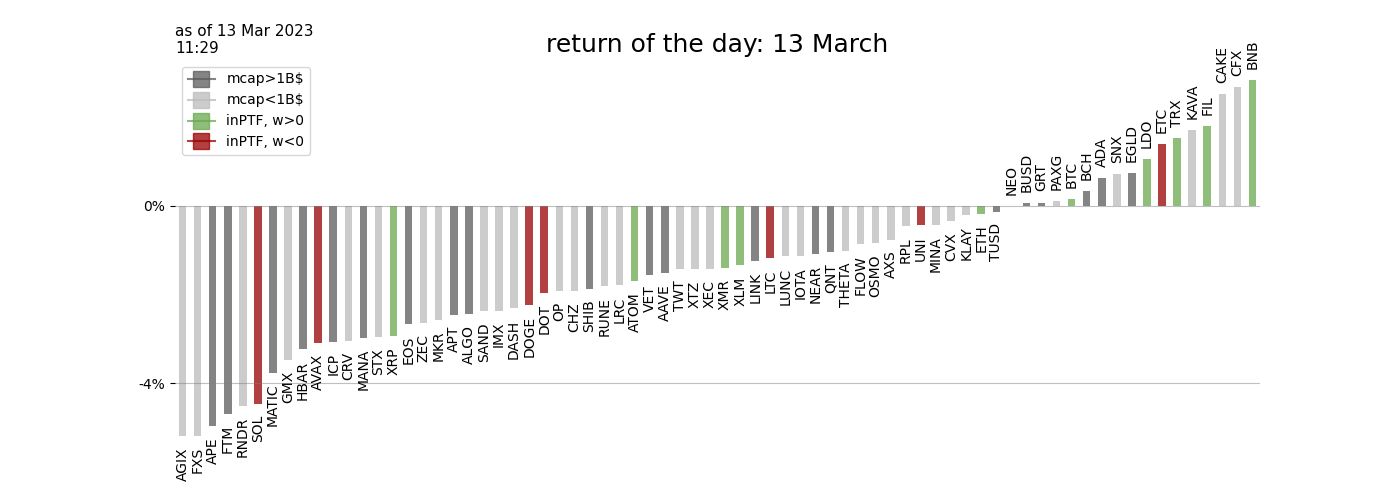 as of 13 Mar 2023
11:29
return of the day: 13 March
mcap>1B$
mcap<1B$
inPTF, w>0
inPTF, w<0
0%
-4%
AGIX
FXS
APE
FTM
RNDR
SOL
MATIC
GMX
HBAR
AVAX
ICP
CRV
MANA
STX
XRP
EOS
ZEC
MKR
APT
ALGO
SAND
IMX
DASH
DOGE
DOT
OP
CHZ
SHIB
RUNE
LRC
ATOM
VET
AAVE
TWT
XTZ
XEC
XMR
XLM
LINK
LTC
LUNC
IOTA
NEAR
QNT
THETA
FLOW
OSMO
AXS
RPL
UNI
MINA
CVX
KLAY
ETH
TUSD
NEO
BUSD
GRT
PAXG
BTC
BCH
ADA
SNX
EGLD
LDO
ETC
TRX
KAVA
FIL
CAKE
CFX
BNB